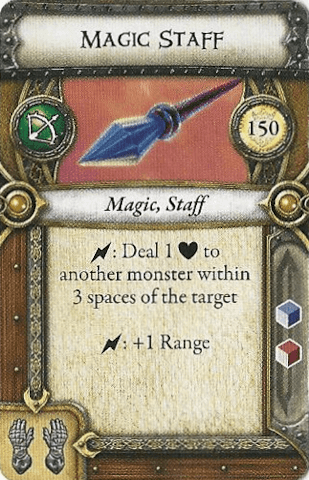 MAGIC STAFF
150
Magic, Staff
: Deal 1 ♥ to
another monster within
3 spaces of the target
: +1 Range